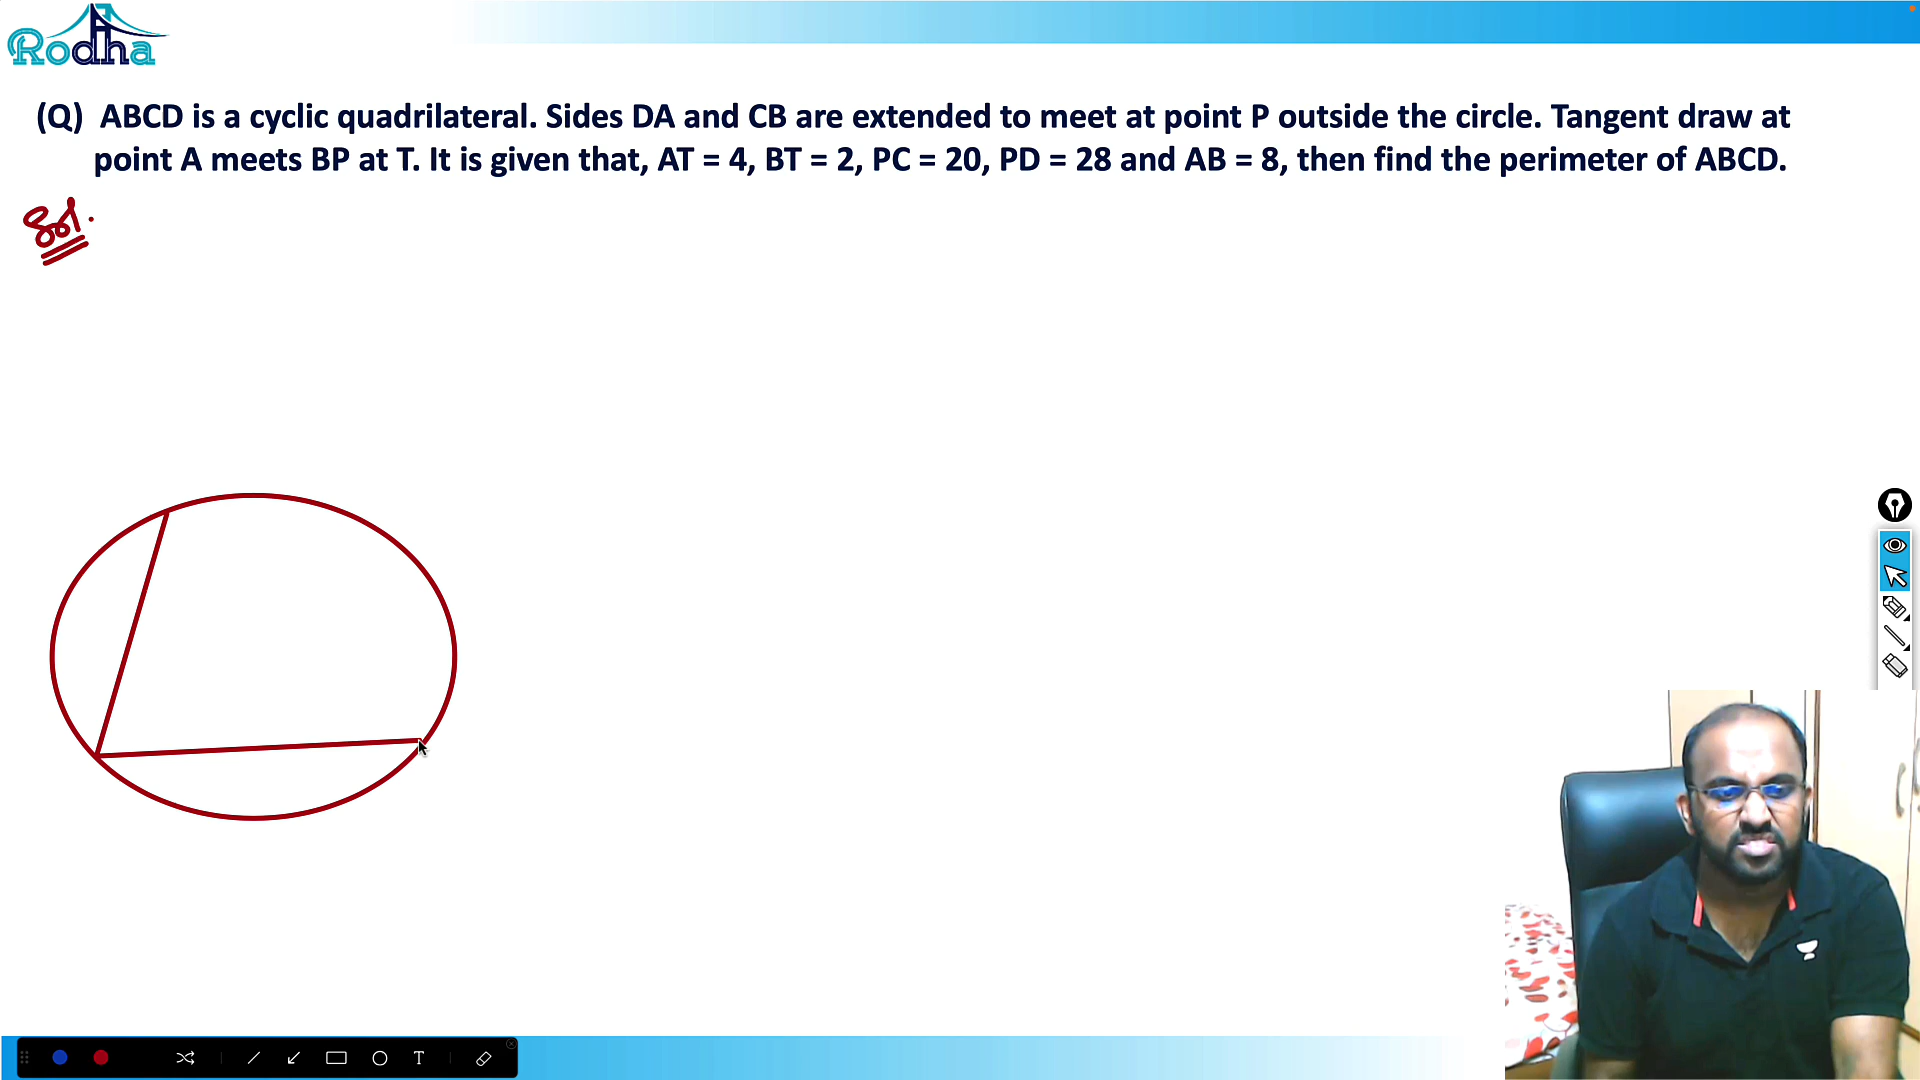 Rodha
(Q) ABCD is a cyclic quadrilateral. Sides DA and CB are extended to meet at point P outside the circle. Tangent draw at
point A meets BP at T. It is given that, AT = 4, BT = 2, PC = 20, PD = 28 and AB = 8, then find the perimeter of ABCD.
Sol.
T